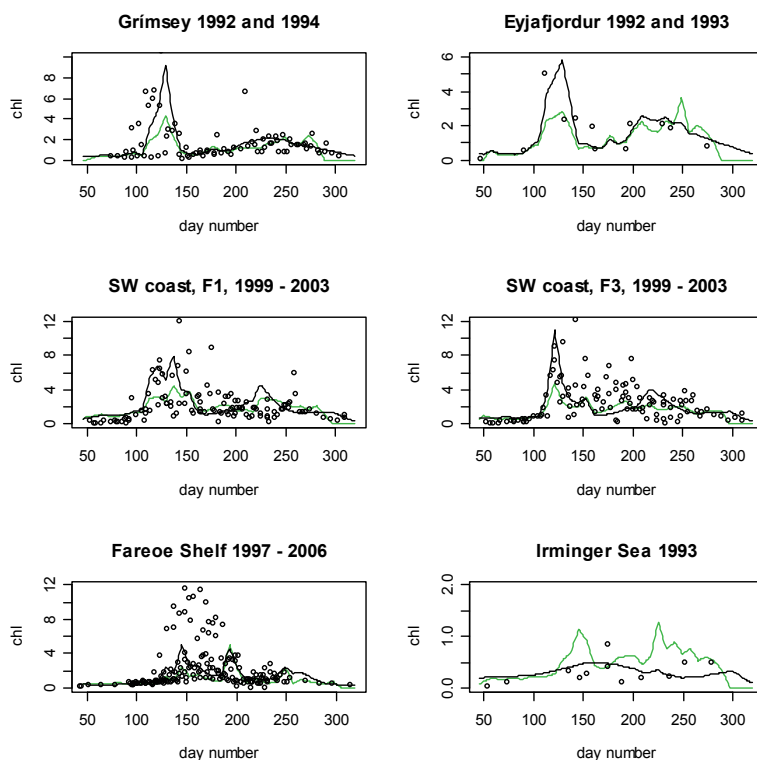 Grímsey 1992 and 1994
Eyjafjordur 1992 and 1993
chl
0 2 4 6 8
50 100 150 200 250 300
day number
chl
0 2 4 6
50 100 150 200 250 300
day number
SW coast, F1, 1999 - 2003
SW coast, F3, 1999 - 2003
chl
0 4 8 12
50 100 150 200 250 300
day number
chl
0 4 8 12
50 100 150 200 250 300
day number
Fareoe Shelf 1997 - 2006
Irminger Sea 1993
chl
0 4 8 12
50 100 150 200 250 300
day number
chl
0.0 1.0 2.0
50 100 150 200 250 300
day number